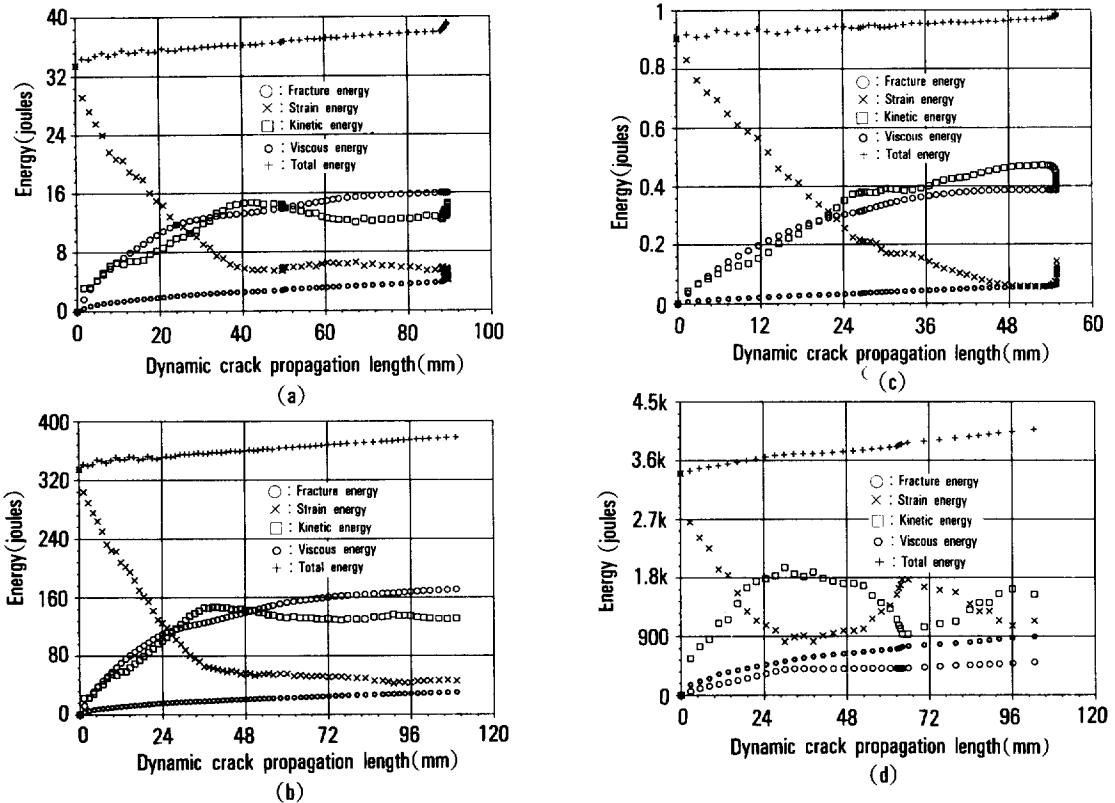 40
32
24
16
8
0
Energy(joules)
○ : Fracture energy
× : Strain energy
□ : Kinetic energy
o : Viscous energy
+ : Total energy
0 20 40 60 80 100
Dynamic crack propagation length(mm)
(a)
1
0.8
0.6
0.4
0.2
0
Energy (joules)
○ : Fracture energy
× : Strain energy
□ : Kinetic energy
o : Viscous energy
+ : Total energy
0 12 24 36 48 60
Dynamic crack propagation length(mm)
(c)
400
320
240
160
80
0
Energy(joules)
○ : Fracture energy
× : Strain energy
□ : Kinetic energy
o : Viscous energy
+ : Total energy
0 24 48 72 96 120
Dynamic crack propagation length(mm)
(b)
4.5k
3.6k
2.7k
1.8k
900
0
Energy (joules)
○ : Fracture energy
× : Strain energy
□ : Kinetic energy
o : Viscous energy
+ : Total energy
0 24 48 72 96 120
Dynamic crack propagation length(mm)
(d)